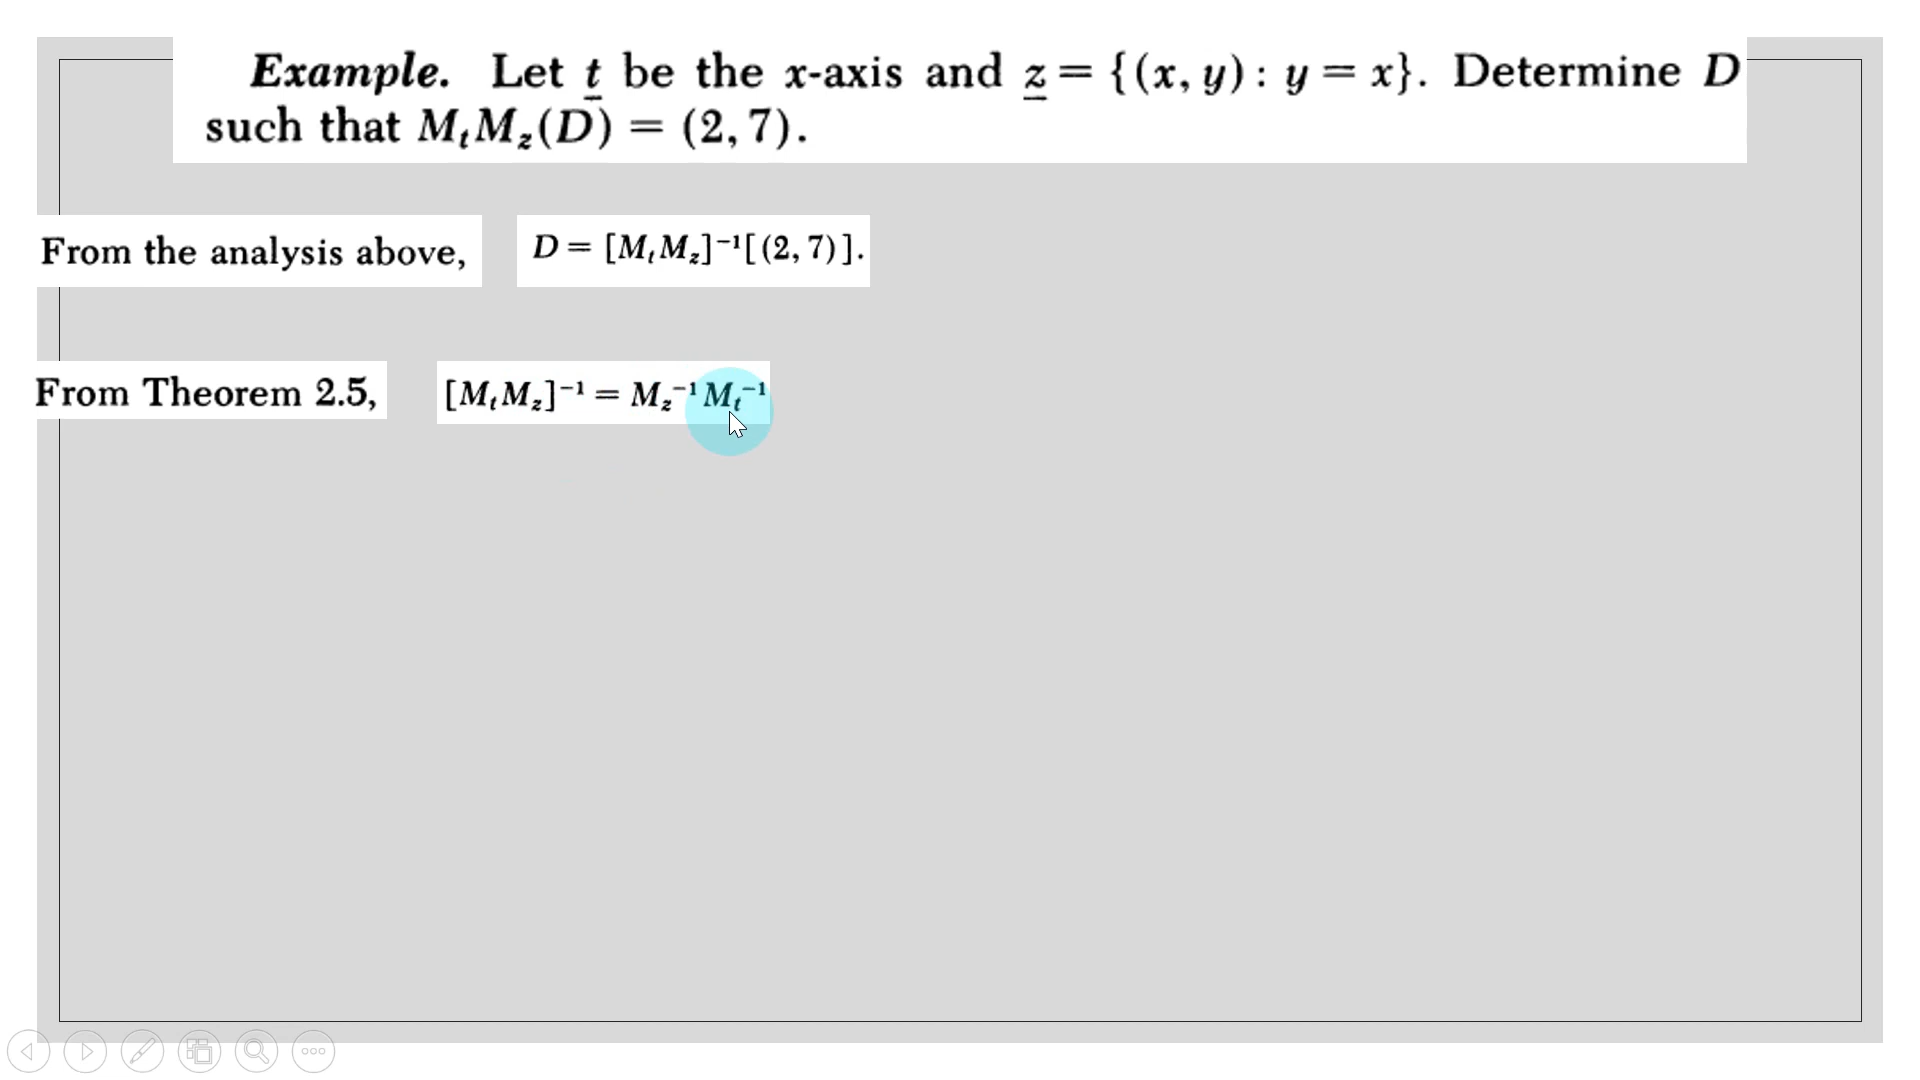 Example. Let t be the x-axis and z = {(x, y) : y = x}. Determine D
such that MₜM_z(D) = (2, 7).
From the analysis above, D = [MₜM_z]⁻¹[(2, 7)].
From Theorem 2.5, [MₜM_z]⁻¹ = M_z⁻¹Mₜ⁻¹